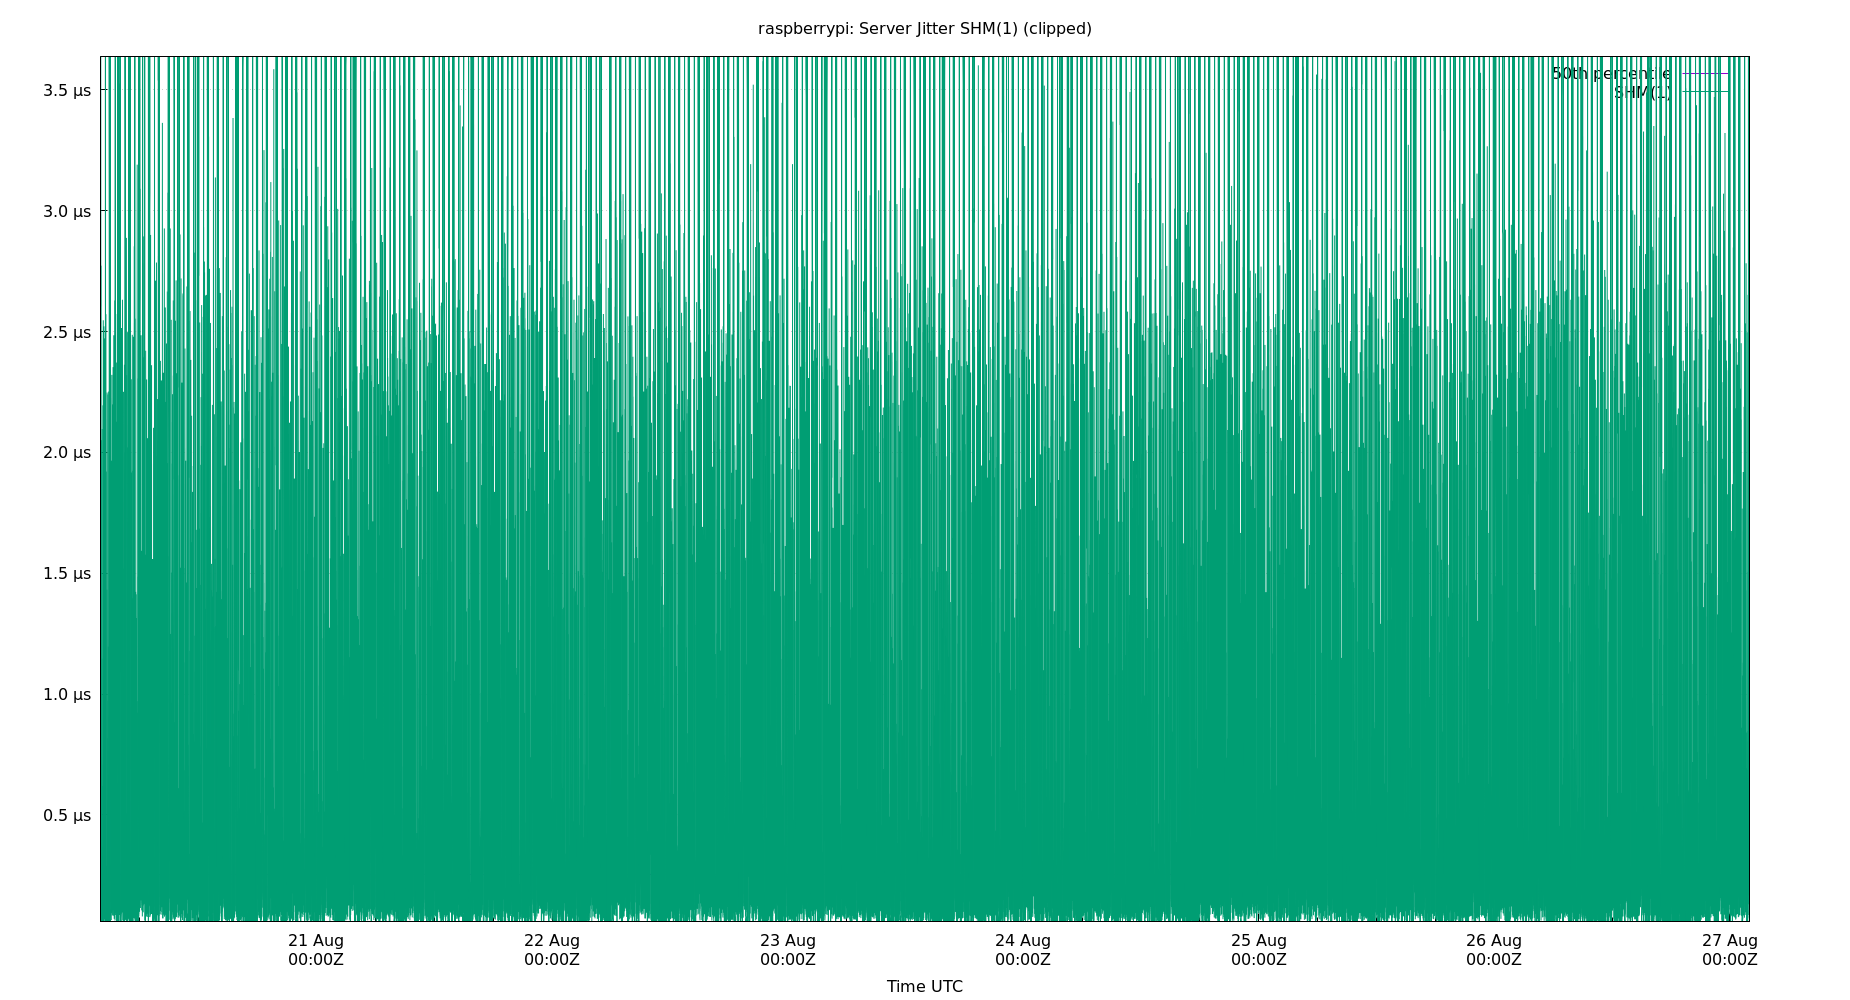 raspberrypi: Server Jitter SHM(1) (clipped)
50th percentile
SHM(1)
3.5 µs
3.0 µs
2.5 µs
2.0 µs
1.5 µs
1.0 µs
0.5 µs
21 Aug
00:00Z
22 Aug
00:00Z
23 Aug
00:00Z
24 Aug
00:00Z
25 Aug
00:00Z
26 Aug
00:00Z
27 Aug
00:00Z
Time UTC